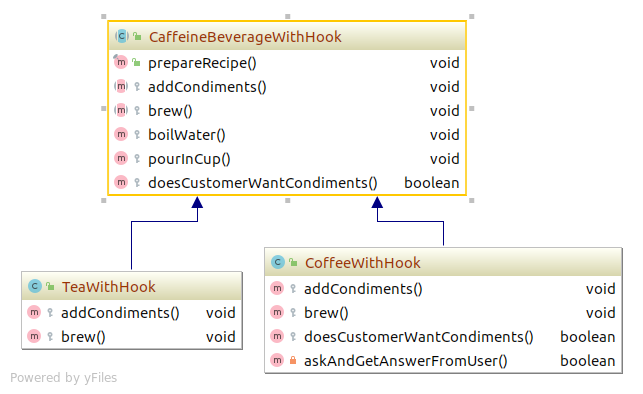 CaffeineBeverageWithHook
prepareRecipe() void
addCondiments() void
brew() void
boilWater() void
pourInCup() void
doesCustomerWantCondiments() boolean
TeaWithHook
addCondiments() void
brew() void
CoffeeWithHook
addCondiments() void
brew() void
doesCustomerWantCondiments() boolean
askAndGetAnswerFromUser() boolean
Powered by yFiles